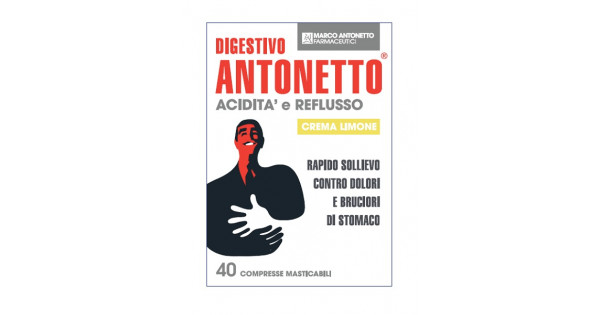 DIGESTIVO
MARCO ANTONETTO
FARMACEUTICI
ANTONETTO®
ACIDITA' e REFLUSSO
CREMA LIMONE
RAPIDO SOLLIEVO
CONTRO DOLORI
E BRUCIORI
DI STOMACO
40 COMPRESSE MASTICABILI